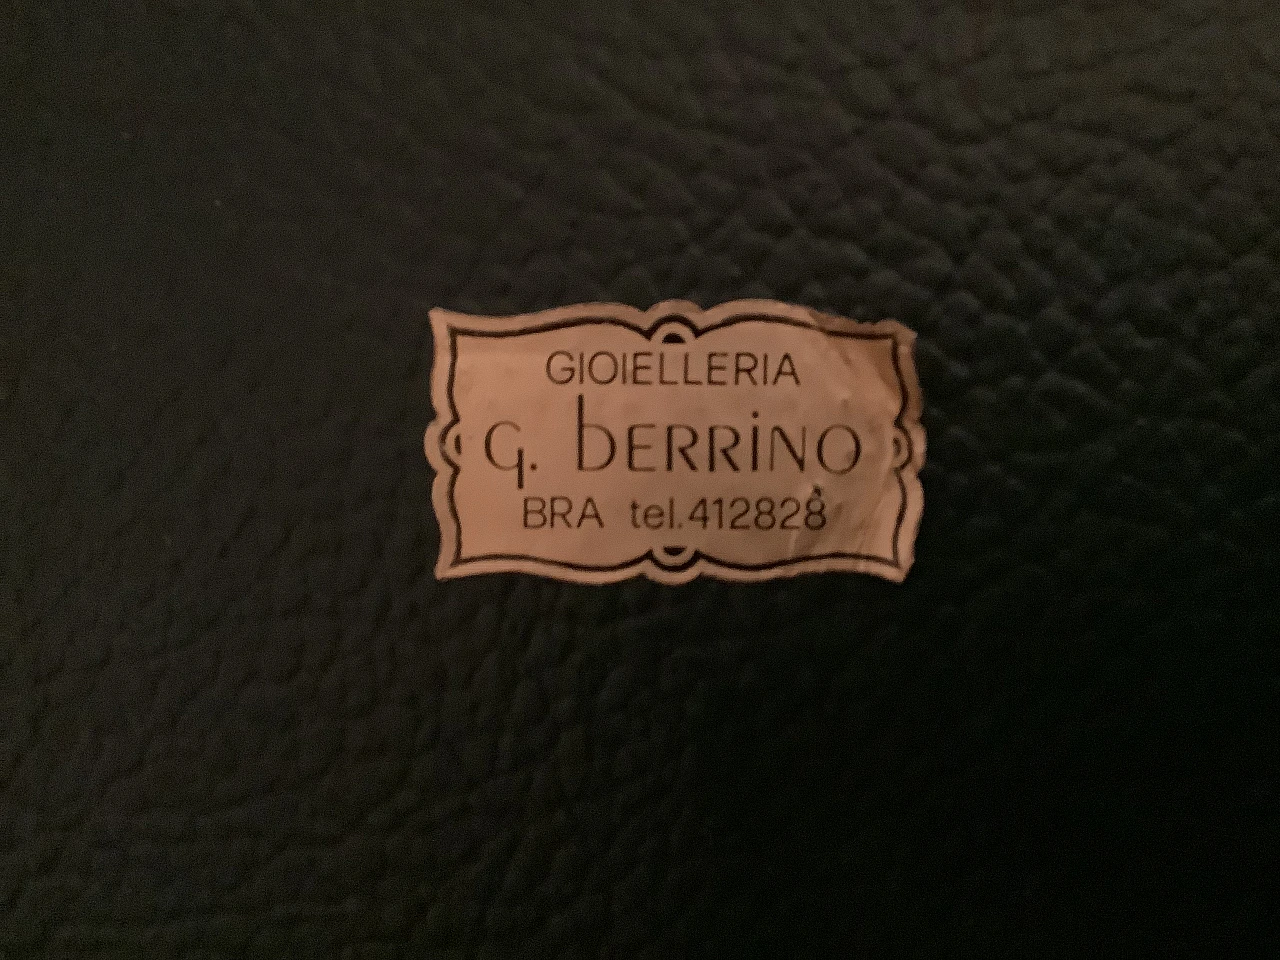 GIOIELLERIA
G. bERRiNO
BRA tel.412828